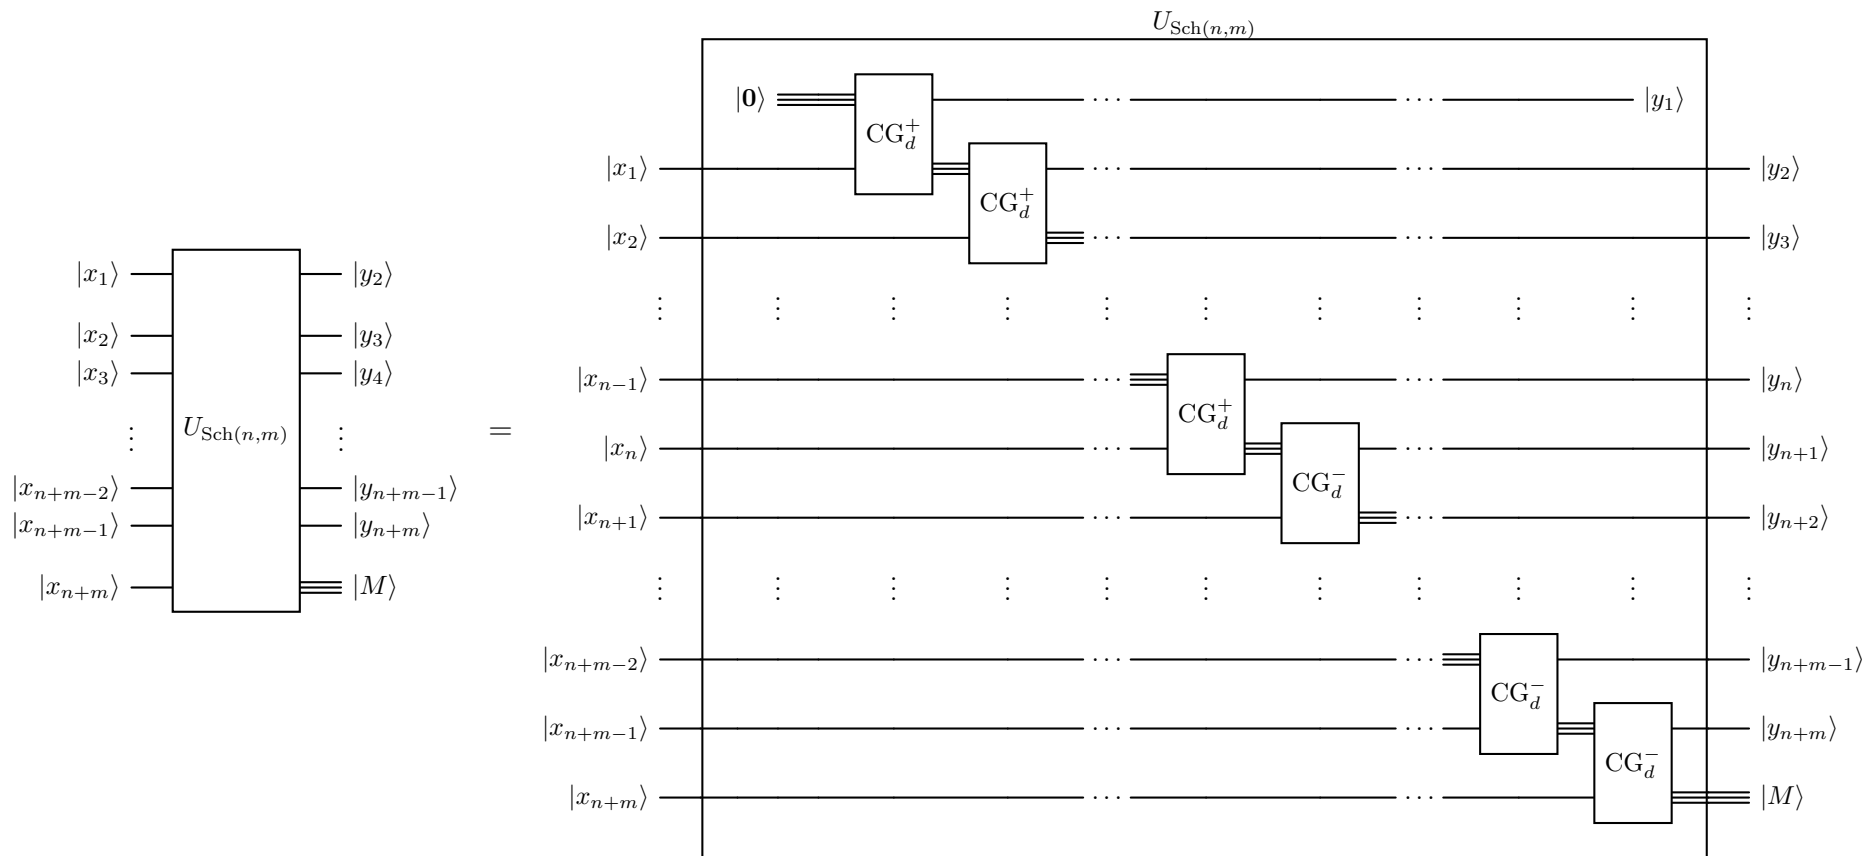 U_{Sch(n,m)}
|0⟩ CG_d^+ ··· ··· |y_1⟩
|x_1⟩ CG_d^+ ··· ··· |y_2⟩
|x_2⟩ ··· ··· |y_3⟩
|x_1⟩ |y_2⟩
|x_2⟩ |y_3⟩
|x_3⟩ |y_4⟩
⋮ U_{Sch(n,m)} ⋮
|x_{n+m-2}⟩ |y_{n+m-1}⟩
|x_{n+m-1}⟩ |y_{n+m}⟩
|x_{n+m}⟩ |M⟩
=
⋮ ⋮ ⋮ ⋮ ⋮ ⋮ ⋮ ⋮ ⋮ ⋮ ⋮
|x_{n-1}⟩ ··· CG_d^+ ··· |y_n⟩
|x_n⟩ ··· CG_d^- ··· |y_{n+1}⟩
|x_{n+1}⟩ ··· ··· |y_{n+2}⟩
⋮ ⋮ ⋮ ⋮ ⋮ ⋮ ⋮ ⋮ ⋮ ⋮ ⋮
|x_{n+m-2}⟩ ··· ··· CG_d^- |y_{n+m-1}⟩
|x_{n+m-1}⟩ ··· ··· CG_d^- |y_{n+m}⟩
|x_{n+m}⟩ ··· ··· |M⟩